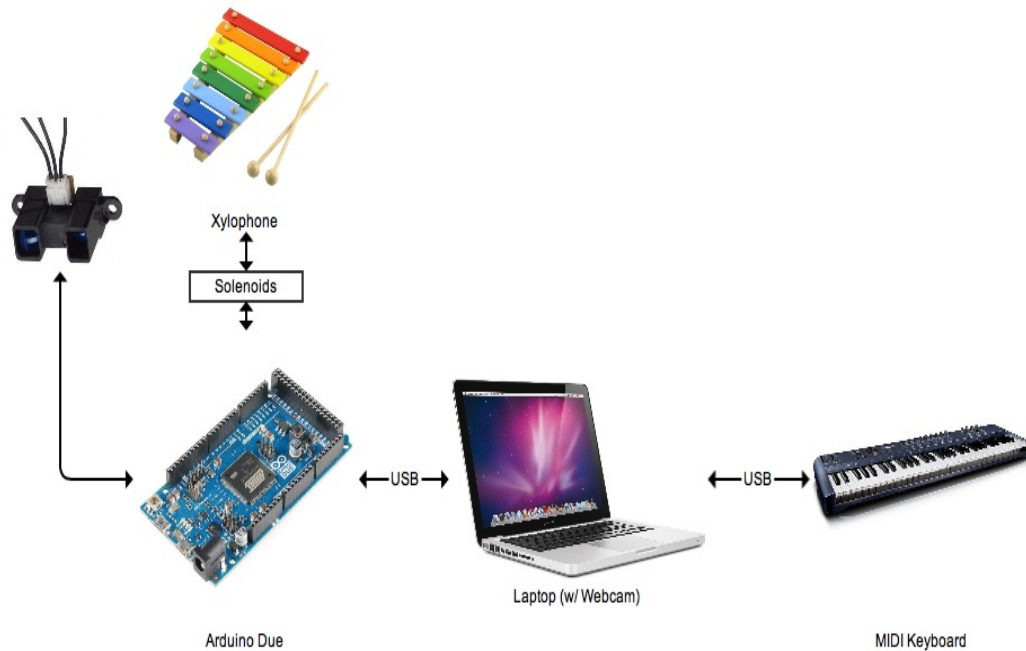 Xylophone
Solenoids
USB
USB
Laptop (w/ Webcam)
Arduino Due
MIDI Keyboard